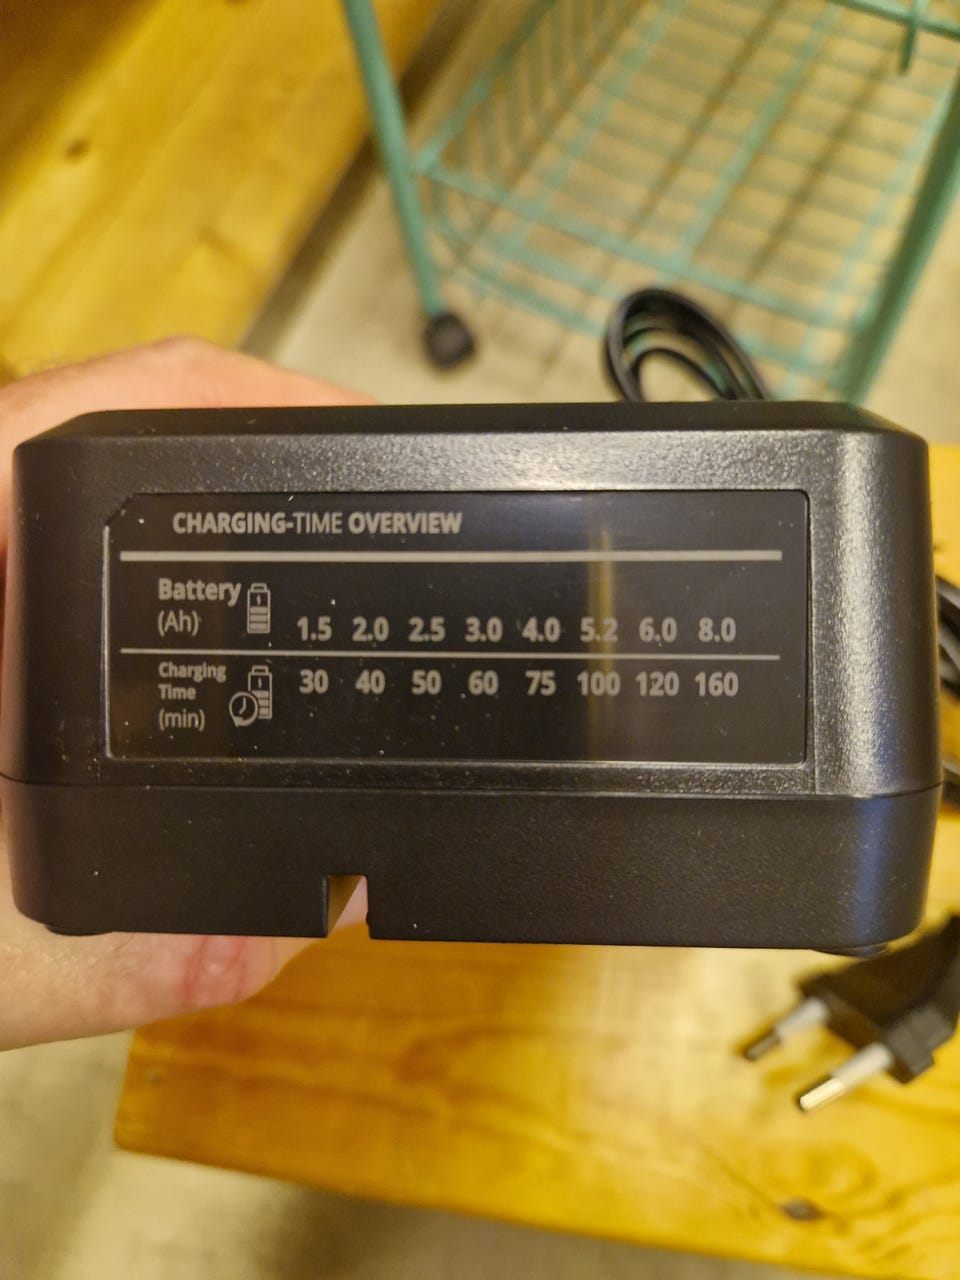 CHARGING-TIME OVERVIEW
Battery
(Ah) 1.5 2.0 2.5 3.0 4.0 5.2 6.0 8.0
Charging
Time 30 40 50 60 75 100 120 160
(min)